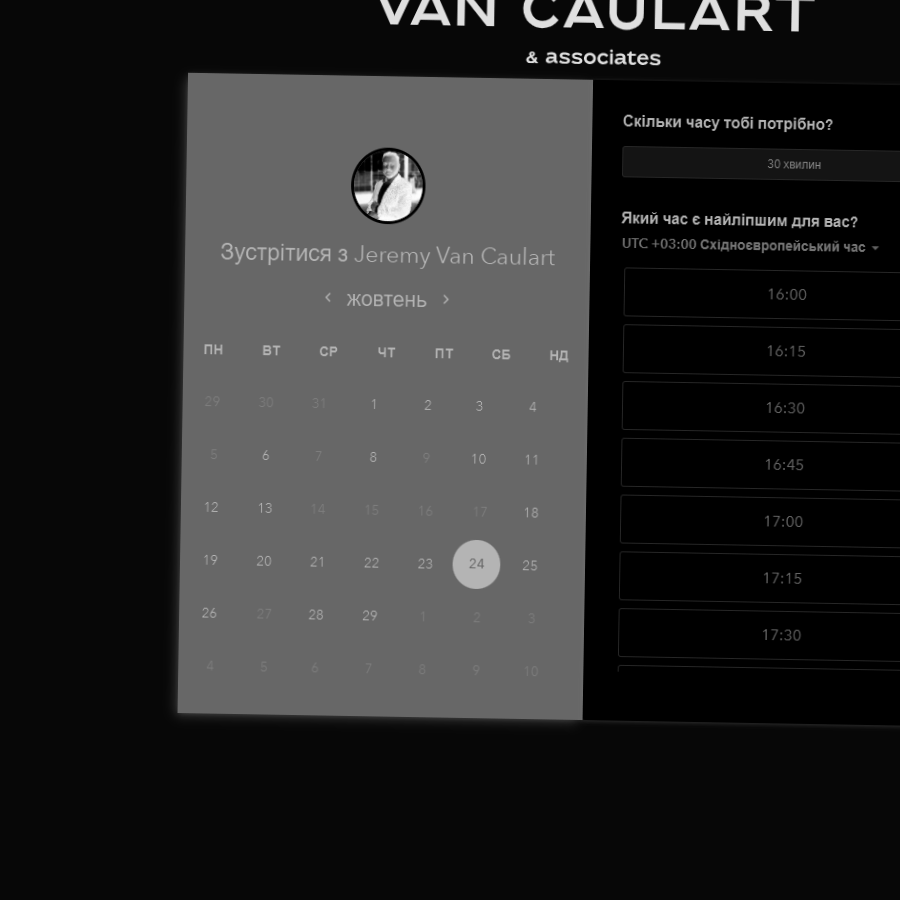 VAN CAULART
& associates
Зустрітися з Jeremy Van Caulart
‹ жовтень ›
ПН ВТ СР ЧТ ПТ СБ НД
29 30 31 1 2 3 4
5 6 7 8 9 10 11
12 13 14 15 16 17 18
19 20 21 22 23 24 25
26 27 28 29 1 2 3
4 5 6 7 8 9 10
Скільки часу тобі потрібно?
30 хвилин
Який час є найліпшим для вас?
UTC +03:00 Східноєвропейський час
16:00
16:15
16:30
16:45
17:00
17:15
17:30